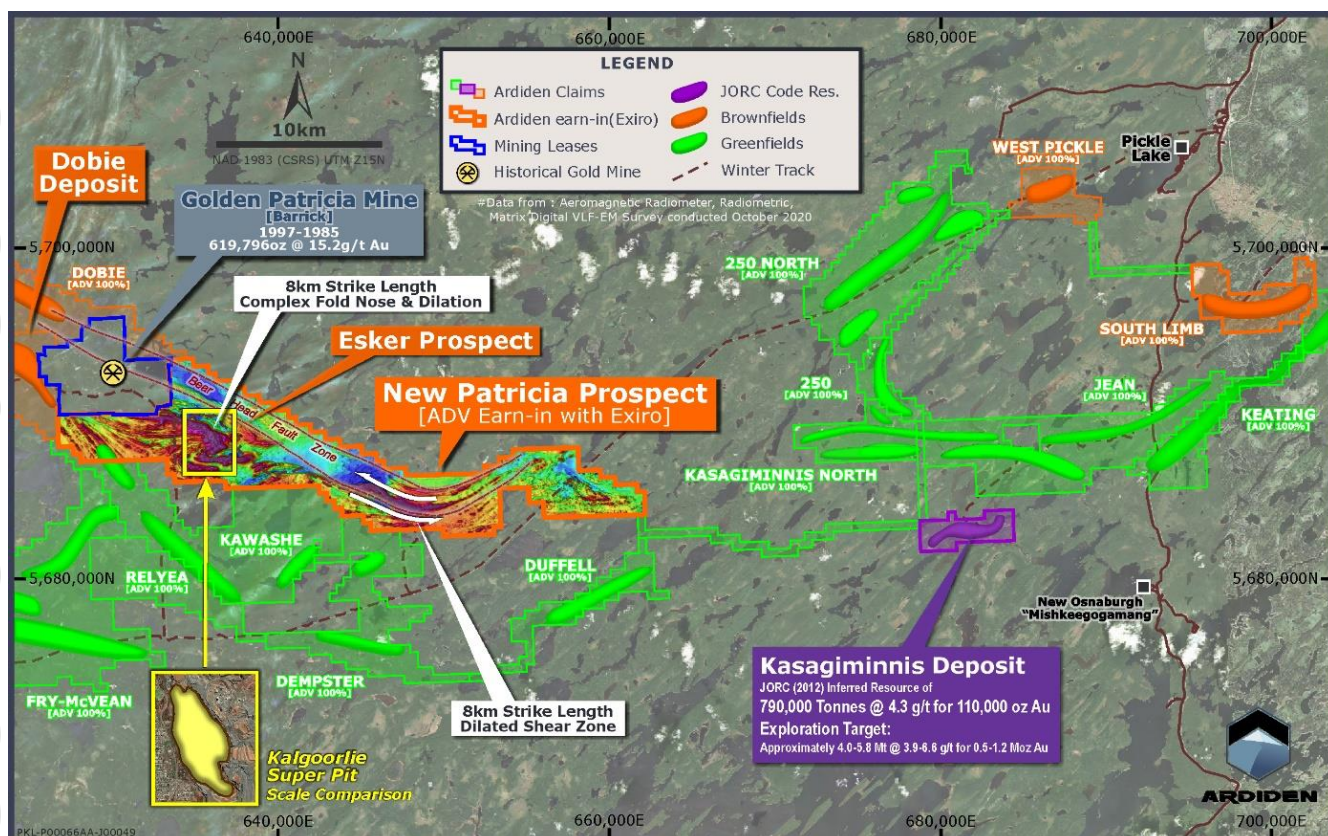 640,000E
660,000E
680,000E
700,000E
N
10km
NAD-1983 (CSRS) UTM Z15N
LEGEND
Ardiden Claims
Ardiden earn-in(Exiro)
Mining Leases
Historical Gold Mine
JORC Code Res.
Brownfields
Greenfields
Winter Track
#Data from : Aeromagnetic Radiometer, Radiometric,
Matrix Digital VLF-EM Survey conducted October 2020
Dobie
Deposit
Golden Patricia Mine
[Barrick]
1997-1985
619,796oz @ 15.2g/t Au
5,700,000N
5,700,000N
DOBIE
[ADV 100%]
8km Strike Length
Complex Fold Nose & Dilation
Esker Prospect
New Patricia Prospect
[ADV Earn-in with Exiro]
Bear Head Fault Zone
WEST PICKLE
[ADV 100%]
Pickle
Lake
250 NORTH
[ADV 100%]
SOUTH LIMB
[ADV 100%]
250
[ADV 100%]
JEAN
[ADV 100%]
KEATING
[ADV 100%]
KASAGIMINNIS NORTH
[ADV 100%]
KAWASHE
[ADV 100%]
RELYEA
[ADV 100%]
DUFFELL
[ADV 100%]
5,680,000N
5,680,000N
New Osnaburgh
"Mishkeegogamang"
DEMPSTER
[ADV 100%]
FRY-McVEAN
[ADV 100%]
8km Strike Length
Dilated Shear Zone
Kasagiminnis Deposit
JORC (2012) Inferred Resource of
790,000 Tonnes @ 4.3 g/t for 110,000 oz Au
Exploration Target:
Approximately 4.0-5.8 Mt @ 3.9-6.6 g/t for 0.5-1.2 Moz Au
Kalgoorlie
Super Pit
Scale Comparison
ARDIDEN
PKL-P00066AA-J00049
640,000E
660,000E
680,000E
700,000E